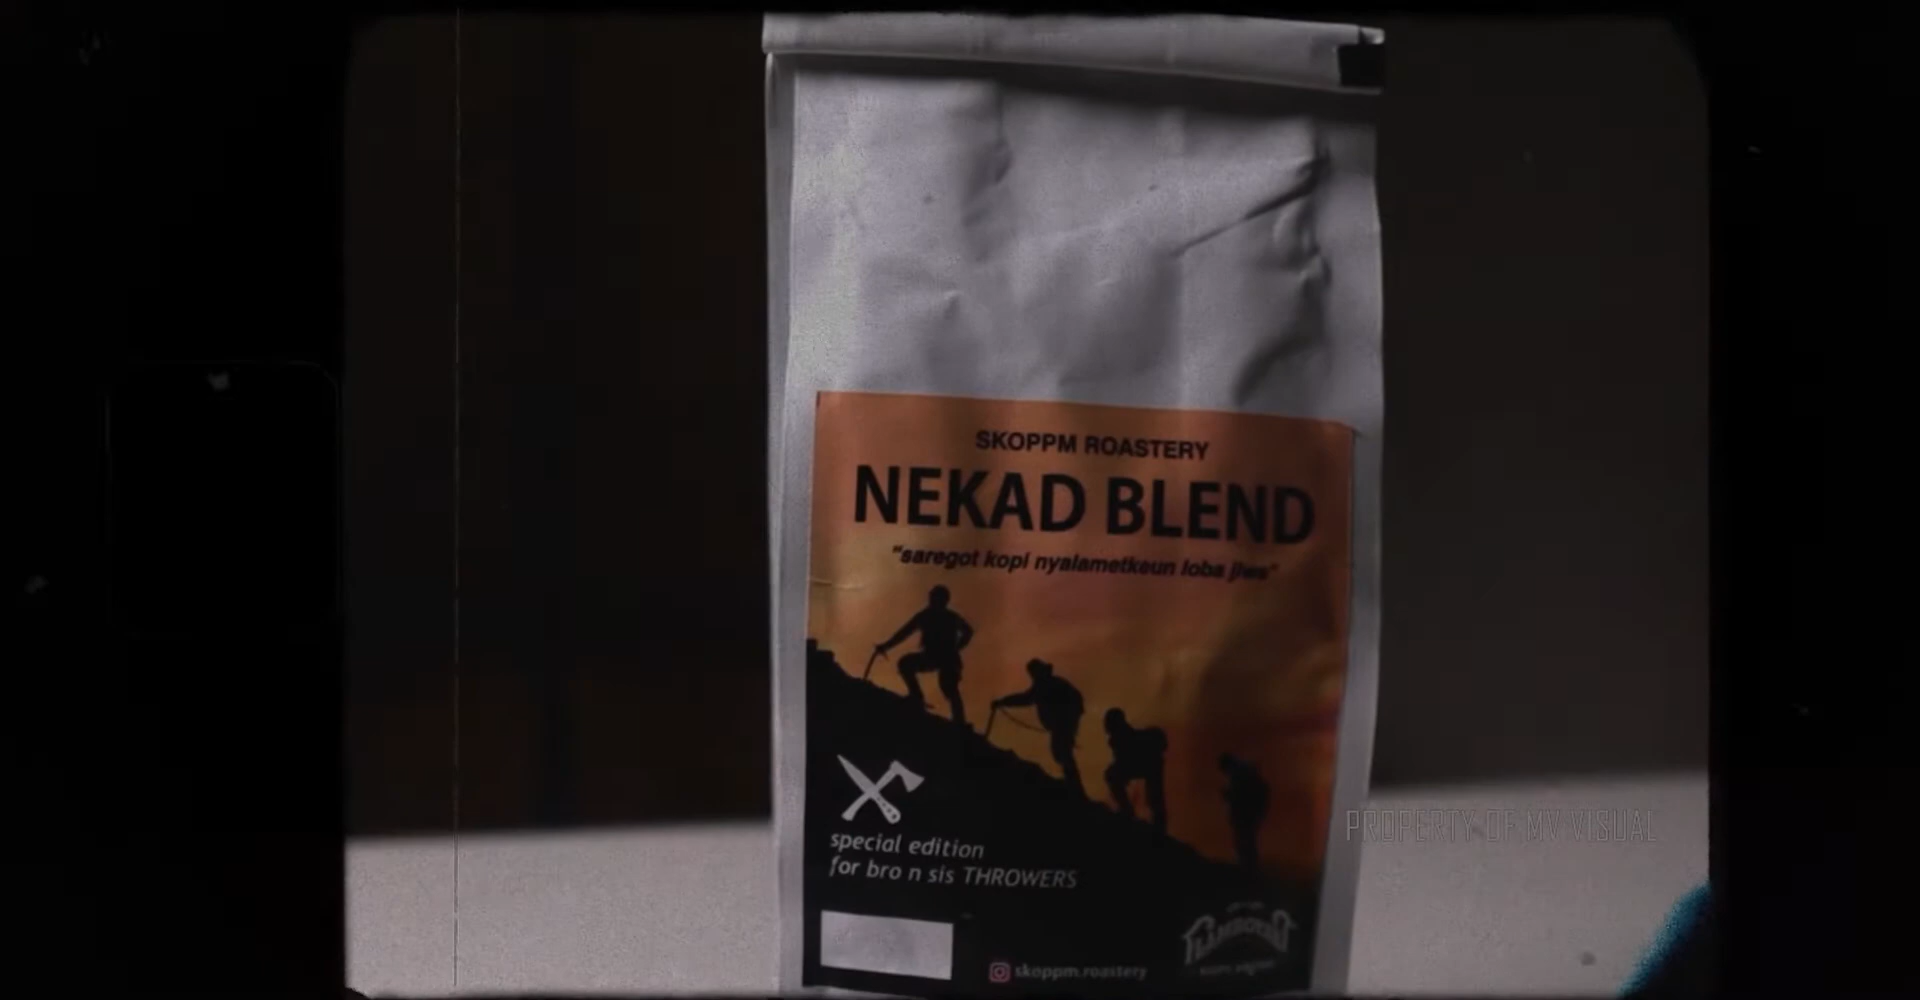 SKOPPM ROASTERY
NEKAD BLEND
"saregot kopi nyalametkeun loba jiwa"
special edition
for bro n sis THROWERS
skoppm.roastery
PROPERTY OF MV VISUAL